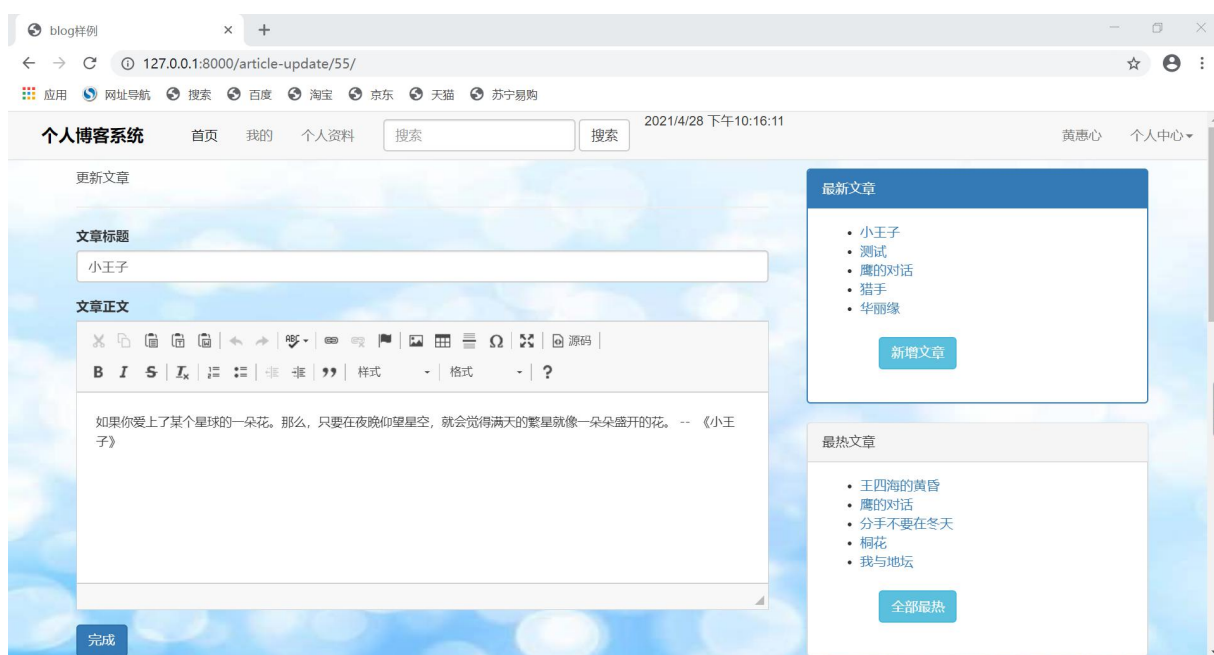 blog样例
127.0.0.1:8000/article-update/55/
应用 网址导航 搜索 百度 淘宝 京东 天猫 苏宁易购
个人博客系统 首页 我的 个人资料 搜索 搜索 2021/4/28 下午10:16:11 黄惠心 个人中心
更新文章
文章标题
小王子
文章正文
源码
样式 格式
如果你爱上了某个星球的一朵花。那么，只要在夜晚仰望星空，就会觉得满天的繁星就像一朵朵盛开的花。 -- 《小王
子》
完成
最新文章
小王子
测试
鹰的对话
猎手
华丽缘
新增文章
最热文章
王四海的黄昏
鹰的对话
分手不要在冬天
桐花
我与地坛
全部最热